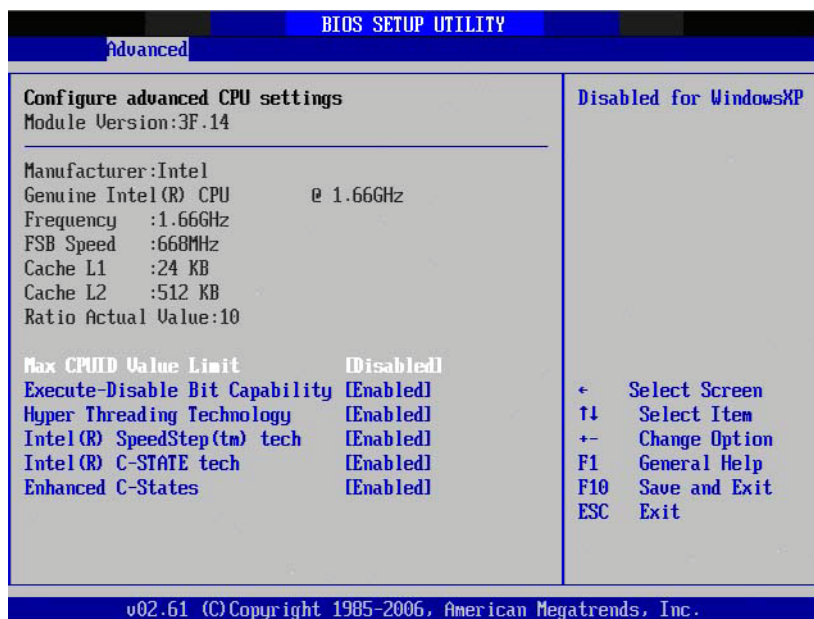 BIOS SETUP UTILITY
Advanced
Configure advanced CPU settings
Module Version:3F.14
Manufacturer:Intel
Genuine Intel(R) CPU @ 1.66GHz
Frequency :1.66GHz
FSB Speed :668MHz
Cache L1 :24 KB
Cache L2 :512 KB
Ratio Actual Value:10
Max CPUID Value Limit [Disabled]
Execute-Disable Bit Capability [Enabled]
Hyper Threading Technology [Enabled]
Intel(R) SpeedStep(tm) tech [Enabled]
Intel(R) C-STATE tech [Enabled]
Enhanced C-States [Enabled]
Disabled for WindowsXP
← Select Screen
↑↓ Select Item
+- Change Option
F1 General Help
F10 Save and Exit
ESC Exit
v02.61 (C)Copyright 1985-2006, American Megatrends, Inc.